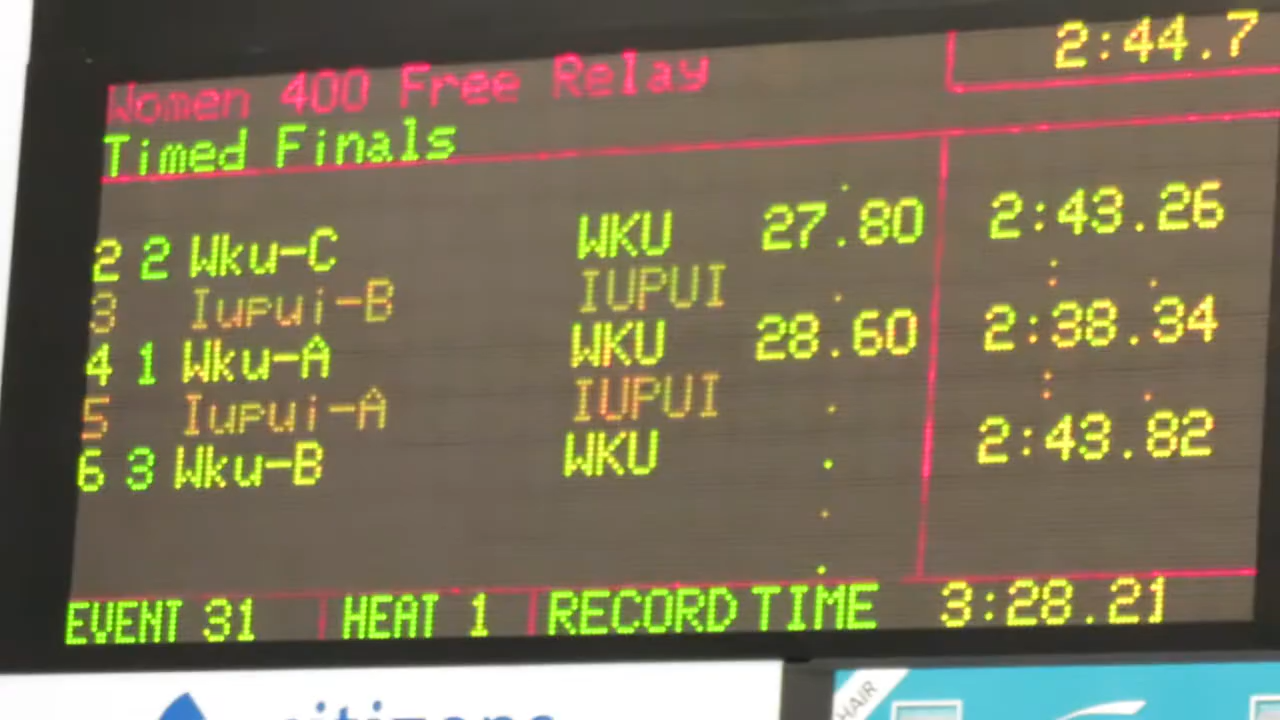 Women 400 Free Relay 2:44.7
Timed Finals
2 2 Wku-C WKU 27.80 2:43.26
3 Iupui-B IUPUI
4 1 Wku-A WKU 28.60 2:38.34
5 Iupui-A IUPUI
6 3 Wku-B WKU 2:43.82
EVENT 31 HEAT 1 RECORD TIME 3:28.21
citizens
HAIR